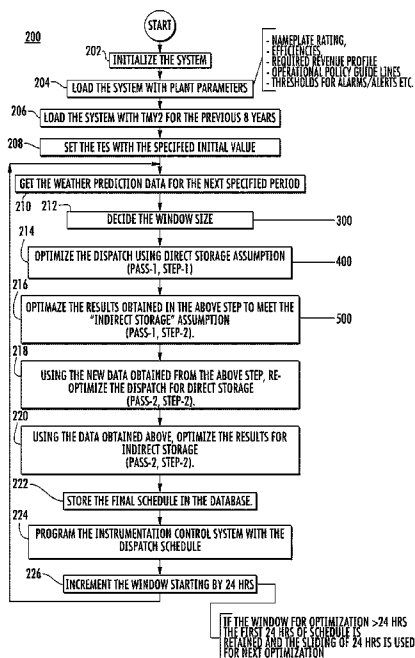 START
200
202
INITIALIZE THE SYSTEM
- NAMEPLATE RATING,
- EFFICIENCIES,
- REQUIRED REVENUE PROFILE
- OPERATIONAL POLICY GUIDE LINES
- THRESHOLDS FOR ALARMS/ALERTS ETC.
204
LOAD THE SYSTEM WITH PLANT PARAMETERS
206
LOAD THE SYSTEM WITH TMY2 FOR THE PREVIOUS 8 YEARS
208
SET THE TES WITH THE SPECIFIED INITIAL VALUE
GET THE WEATHER PREDICTION DATA FOR THE NEXT SPECIFIED PERIOD
210
212
DECIDE THE WINDOW SIZE
300
214
OPTIMIZE THE DISPATCH USING DIRECT STORAGE ASSUMPTION
(PASS-1, STEP-1)
400
216
OPTIMAZE THE RESULTS OBTAINED IN THE ABOVE STEP TO MEET THE
"INDIRECT STORAGE" ASSUMPTION
(PASS-1, STEP-2).
500
218
USING THE NEW DATA OBTAINED FROM THE ABOVE STEP, RE-
OPTIMIZE THE DISPATCH FOR DIRECT STORAGE
(PASS-2, STEP-2).
220
USING THE DATA OBTAINED ABOVE, OPTIMIZE THE RESULTS FOR
INDIRECT STORAGE
(PASS-2, STEP-2).
222
STORE THE FINAL SCHEDULE IN THE DATABASE.
224
PROGRAM THE INSTRUMENTATION CONTROL SYSTEM WITH THE
DISPATCH SCHEDULE
226
INCREMENT THE WINDOW STARTING BY 24 HRS
IF THE WINDOW FOR OPTIMIZATION >24 HRS
THE FIRST 24 HRS OF SCHEDULE IS
RETAINED AND THE SLIDING OF 24 HRS IS USED
FOR NEXT OPTIMIZATION